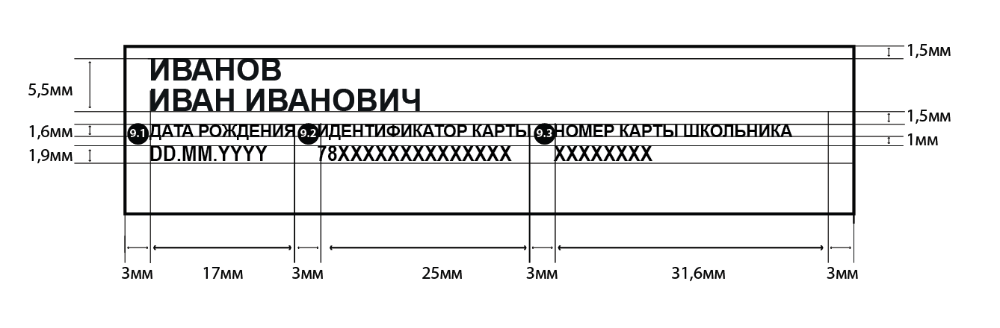 1,5мм
ИВАНОВ
5,5мм
ИВАН ИВАНОВИЧ
1,5мм
1,6мм
9.1 ДАТА РОЖДЕНИЯ 9.2 ИДЕНТИФИКАТОР КАРТЫ 9.3 НОМЕР КАРТЫ ШКОЛЬНИКА
1мм
1,9мм
DD.MM.YYYY 78XXXXXXXXXXXXXX XXXXXXXX
3мм 17мм 3мм 25мм 3мм 31,6мм 3мм